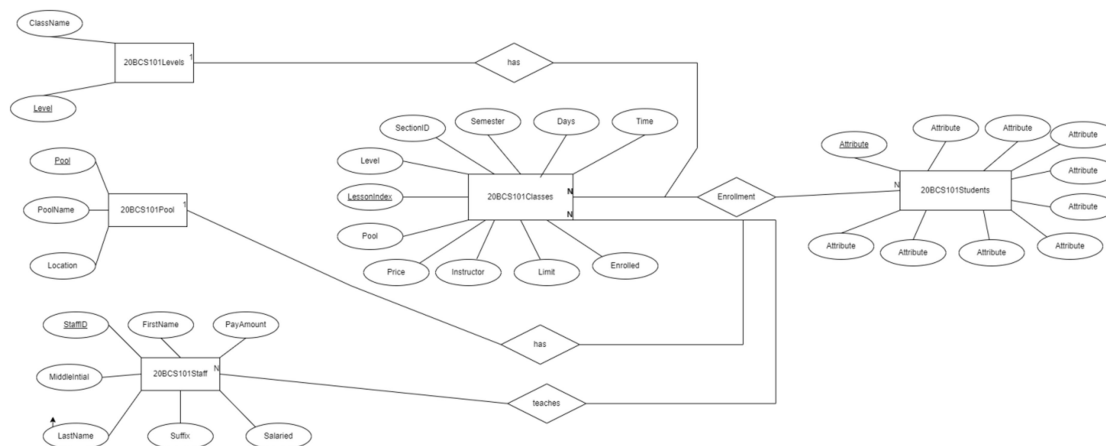 ClassName
20BCS101Levels
1
has
Level
SectionID
Semester
Days
Time
Level
LessonIndex
Pool
20BCS101Classes
N
N
Price
Instructor
Limit
Enrolled
Enrollment
Attribute
Attribute
Attribute
Attribute
Attribute
Attribute
Attribute
Attribute
Attribute
Attribute
N
20BCS101Students
Pool
PoolName
20BCS101Pool
1
Location
has
StaffID
FirstName
PayAmount
MiddleIntial
20BCS101Staff
N
teaches
LastName
Suffix
Salaried